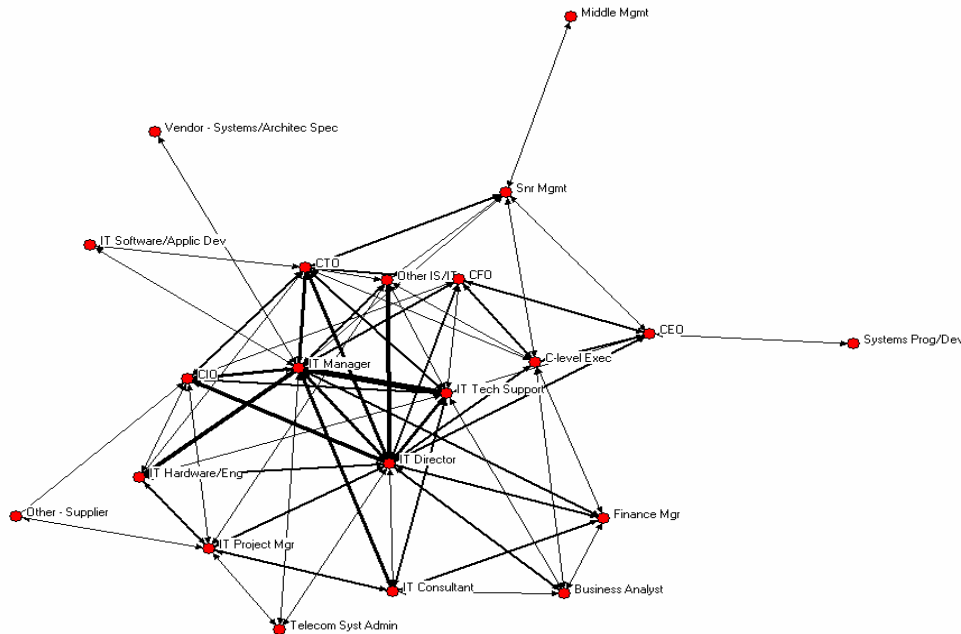 Middle Mgmt
Vendor - Systems/Architec Spec
Snr Mgmt
IT Software/Applic Dev
CTO
Other IS/IT
CFO
CEO
Systems Prog/Dev
C-level Exec
IT Manager
CIO
IT Tech Support
IT Director
IT Hardware/Eng
Other - Supplier
Finance Mgr
IT Project Mgr
IT Consultant
Business Analyst
Telecom Syst Admin